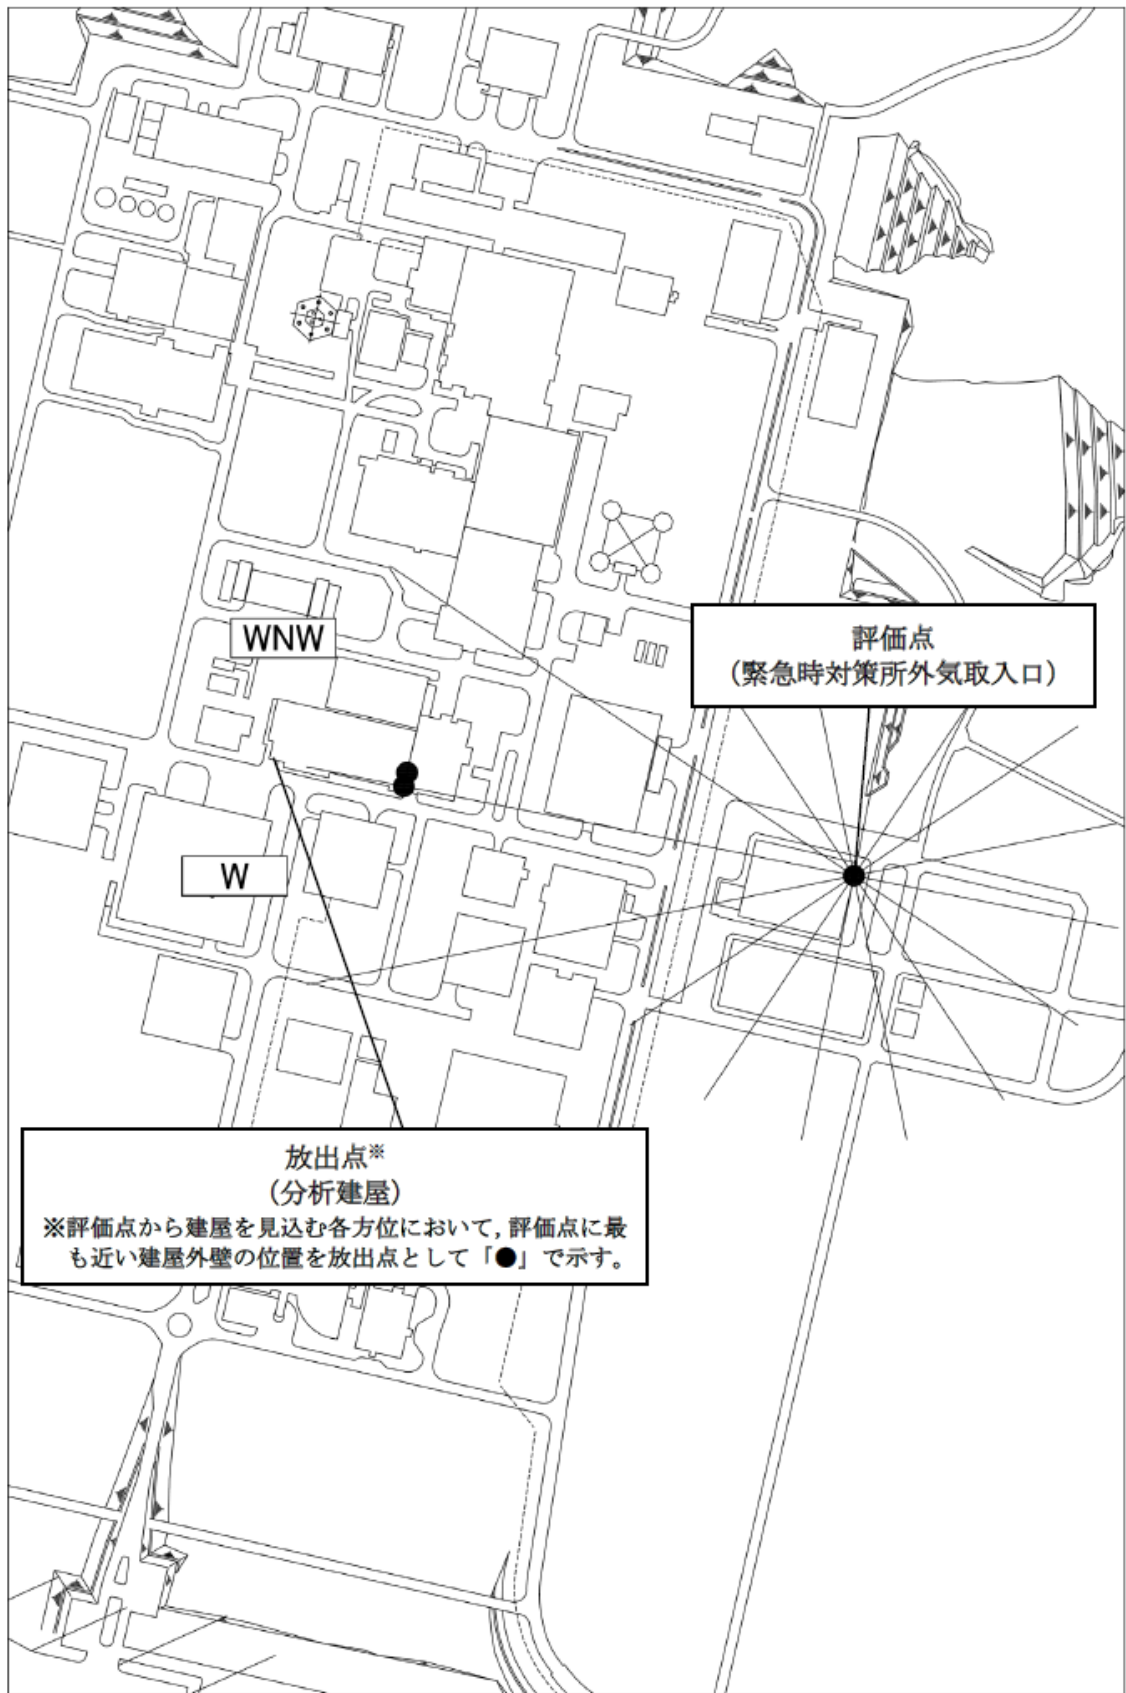 WNW
評価点
（緊急時対策所外気取入口）
W
放出点※
（分析建屋）
※評価点から建屋を見込む各方位において，評価点に最
も近い建屋外壁の位置を放出点として「●」で示す。